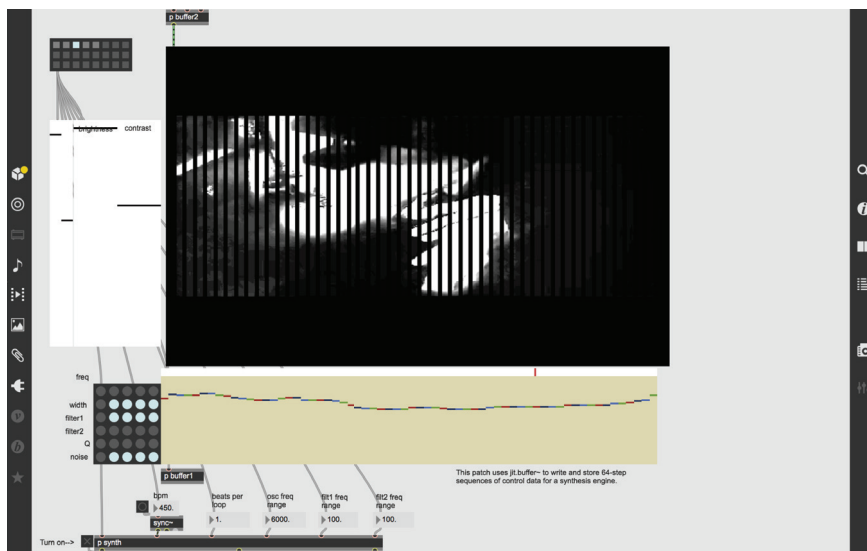 p buffer2
brightness contrast
freq
width
filter1
filter2
Q
noise
p buffer1
This patch uses jit.buffer~ to write and store 64-step
sequences of control data for a synthesis engine.
bpm
450.
sync~
beats per
loop
1.
osc freq
range
6000.
filt1 freq
range
100.
filt2 freq
range
100.
Turn on--> X p synth